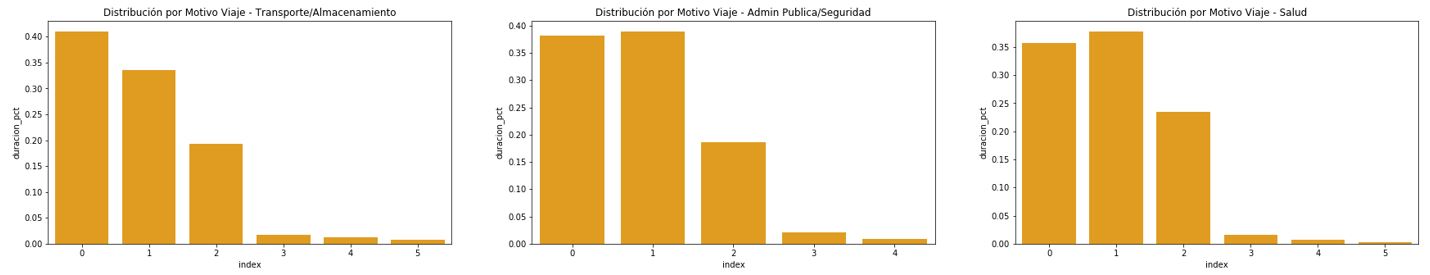 Distribución por Motivo Viaje - Transporte/Almacenamiento
0.40
0.35
0.30
0.25
0.20
0.15
0.10
0.05
0.00
duracion_pct
0 1 2 3 4 5
index
Distribución por Motivo Viaje - Admin Publica/Seguridad
0.40
0.35
0.30
0.25
0.20
0.15
0.10
0.05
0.00
duracion_pct
0 1 2 3 4
index
Distribución por Motivo Viaje - Salud
0.35
0.30
0.25
0.20
0.15
0.10
0.05
0.00
duracion_pct
0 1 2 3 4 5
index